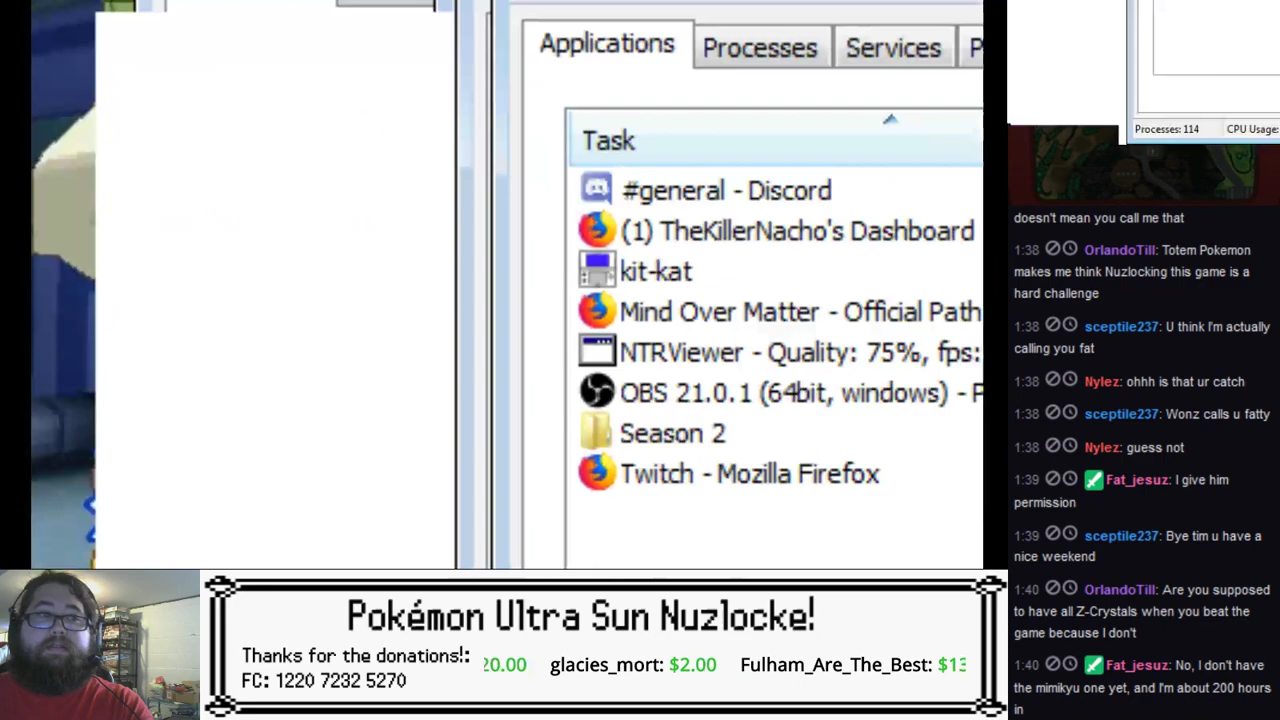 Applications
Processes
Services
P
Task
#general - Discord
(1) TheKillerNacho's Dashboard
kit-kat
Mind Over Matter - Official Path
NTRViewer - Quality: 75%, fps:
OBS 21.0.1 (64bit, windows) - P
Season 2
Twitch - Mozilla Firefox
Processes: 114 CPU Usage:
doesn't mean you call me that
1:38 OrlandoTill: Totem Pokemon
makes me think Nuzlocking this game is a
hard challenge
1:38 sceptile237: U think I'm actually
calling you fat
1:38 Nylez: ohhh is that ur catch
1:38 sceptile237: Wonz calls u fatty
1:38 Nylez: guess not
1:39 Fat_jesuz: I give him
permission
1:39 sceptile237: Bye tim u have a
nice weekend
1:40 OrlandoTill: Are you supposed
to have all Z-Crystals when you beat the
game because I don't
1:40 Fat_jesuz: No, I don't have
the mimikyu one yet, and I'm about 200 hours
in
Pokémon Ultra Sun Nuzlocke!
Thanks for the donations!:
20.00 glacies_mort: $2.00 Fulham_Are_The_Best: $13
FC: 1220 7232 5270